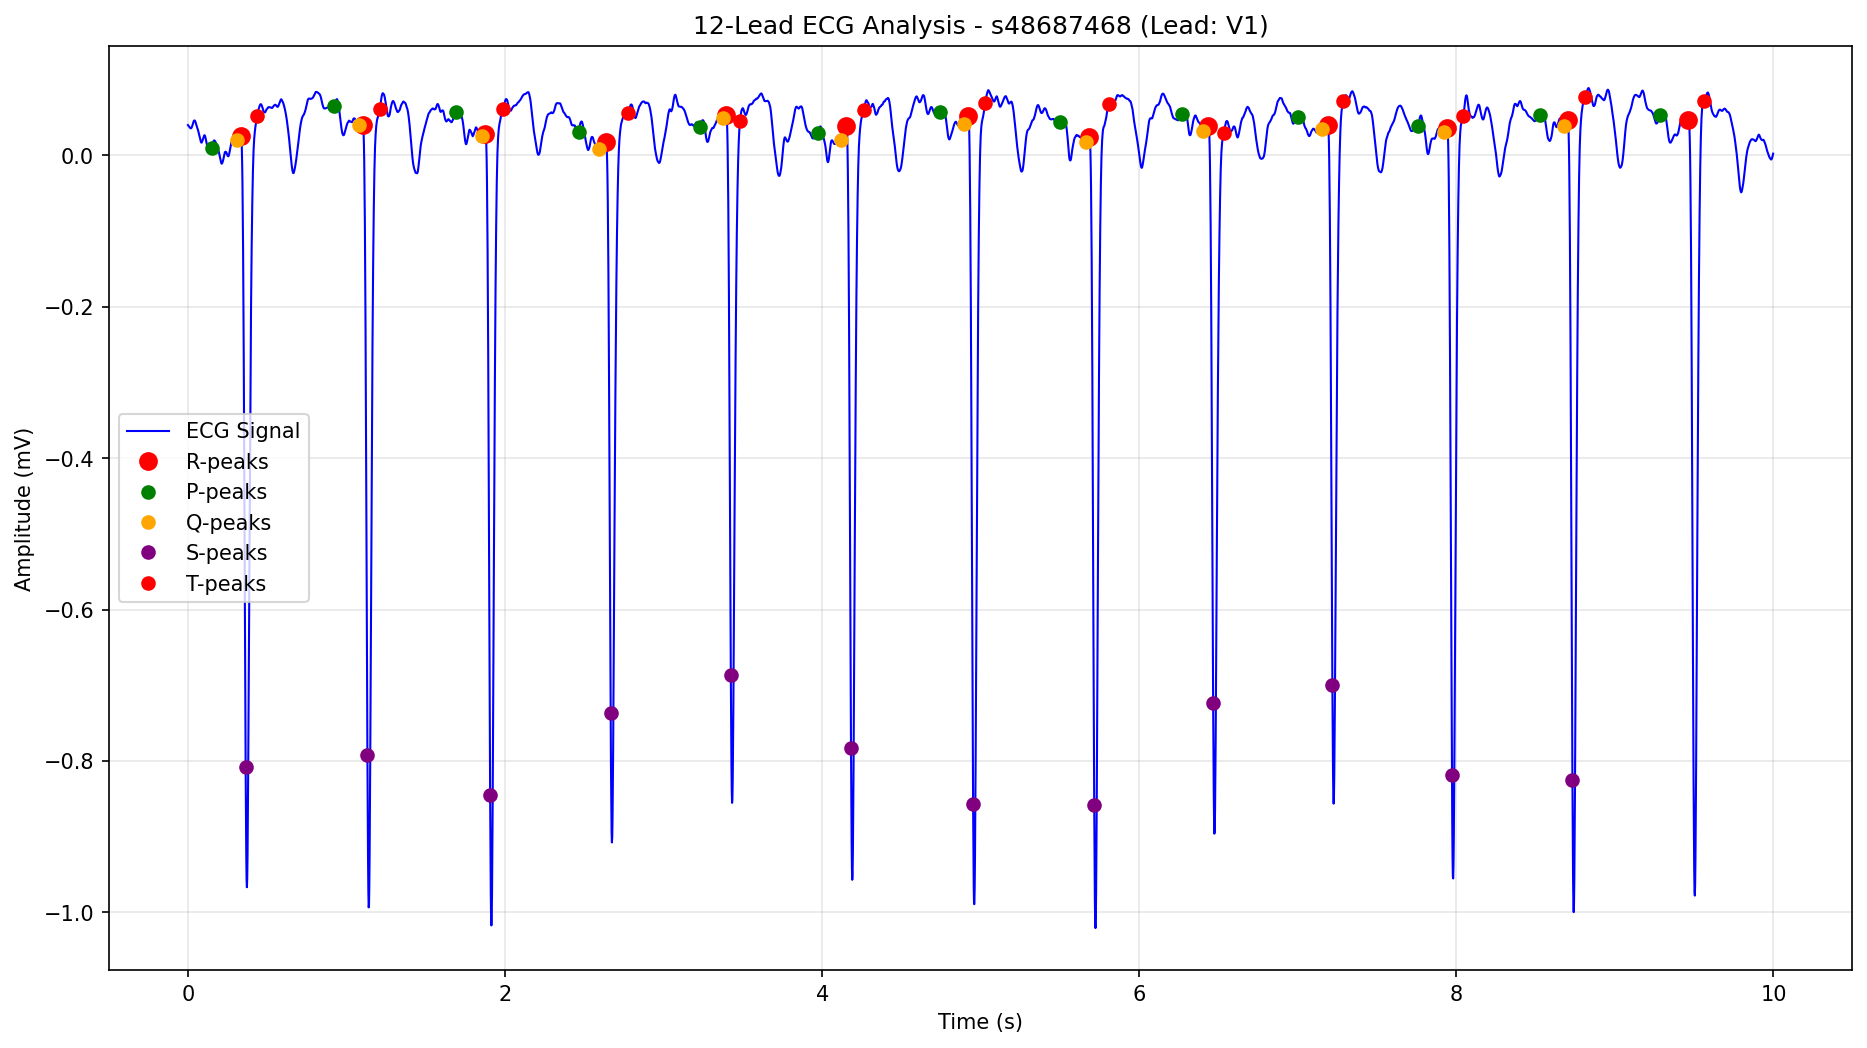 12-Lead ECG Analysis - s48687468 (Lead: V1)
Amplitude (mV)
0.0
−0.2
−0.4
−0.6
−0.8
−1.0
ECG Signal
R-peaks
P-peaks
Q-peaks
S-peaks
T-peaks
0 2 4 6 8 10
Time (s)